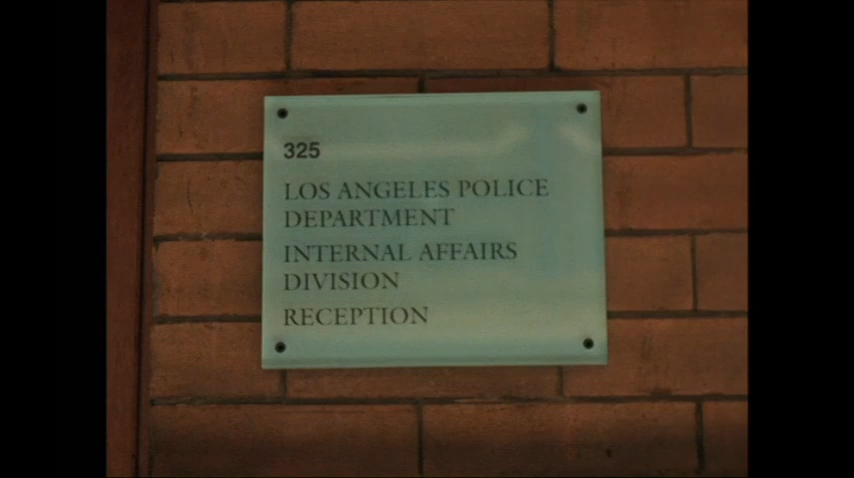 325
LOS ANGELES POLICE
DEPARTMENT
INTERNAL AFFAIRS
DIVISION
RECEPTION